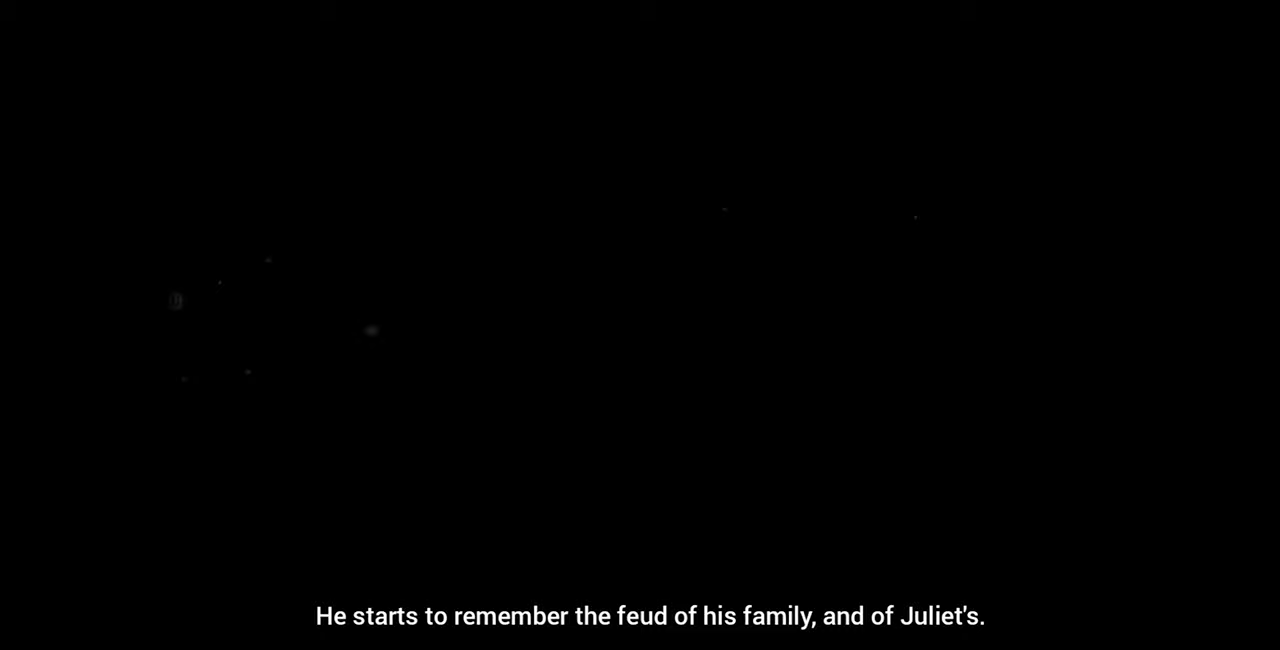 He starts to remember the feud of his family, and of Juliet's.